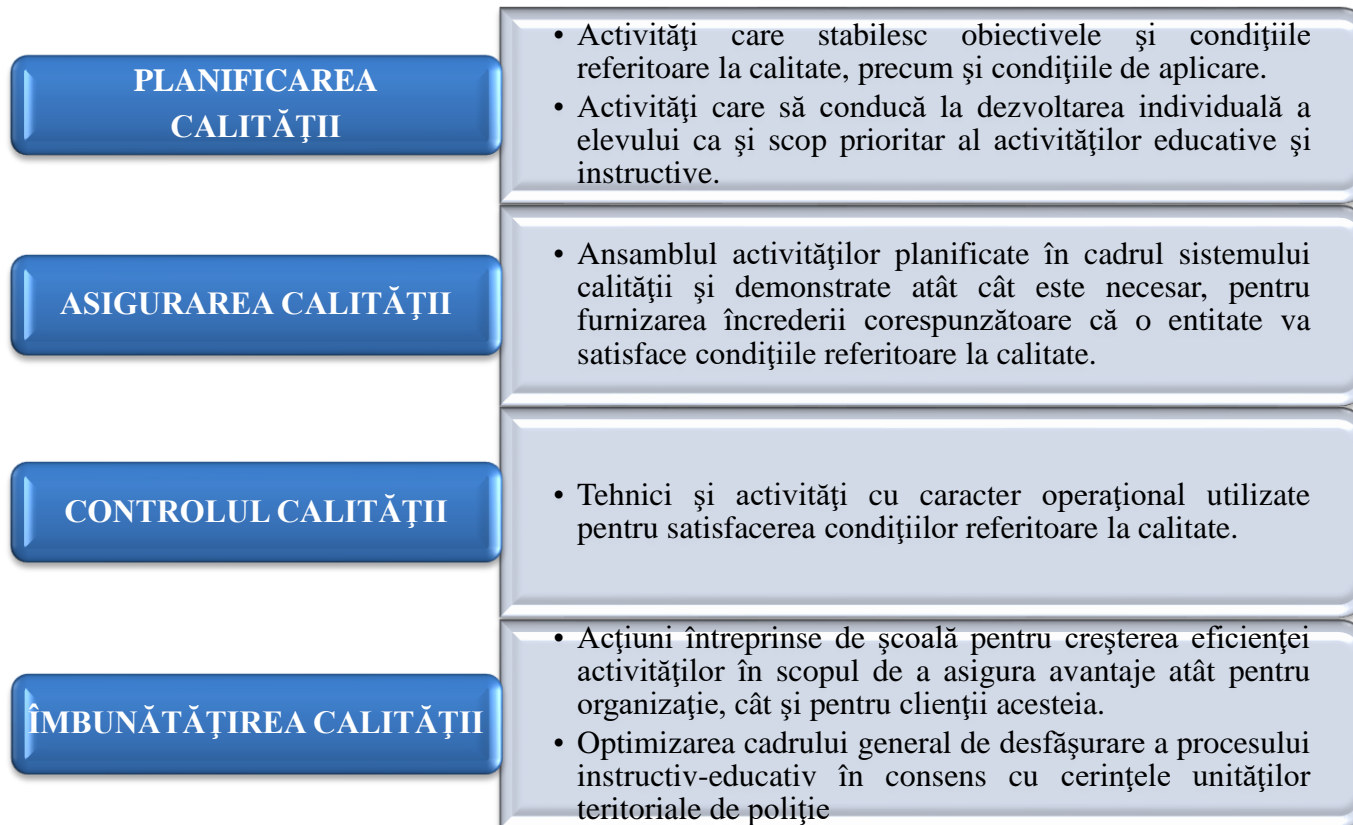 PLANIFICAREA
CALITĂŢII
• Activităţi care stabilesc obiectivele şi condiţiile
referitoare la calitate, precum şi condiţiile de aplicare.
• Activităţi care să conducă la dezvoltarea individuală a
elevului ca şi scop prioritar al activităţilor educative şi
instructive.
ASIGURAREA CALITĂŢII
• Ansamblul activităţilor planificate în cadrul sistemului
calităţii şi demonstrate atât cât este necesar, pentru
furnizarea încrederii corespunzătoare că o entitate va
satisface condiţiile referitoare la calitate.
CONTROLUL CALITĂŢII
• Tehnici şi activităţi cu caracter operaţional utilizate
pentru satisfacerea condiţiilor referitoare la calitate.
ÎMBUNĂTĂŢIREA CALITĂŢII
• Acţiuni întreprinse de şcoală pentru creşterea eficienţei
activităţilor în scopul de a asigura avantaje atât pentru
organizaţie, cât şi pentru clienţii acesteia.
• Optimizarea cadrului general de desfăşurare a procesului
instructiv-educativ în consens cu cerinţele unităţilor
teritoriale de poliţie